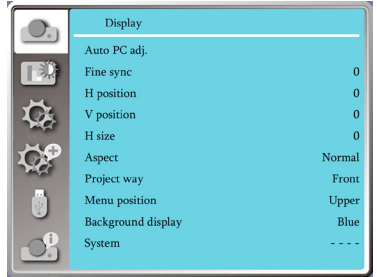 Display
Auto PC adj.
Fine sync 0
H position 0
V position 0
H size 0
Aspect Normal
Project way Front
Menu position Upper
Background display Blue
System - - - -